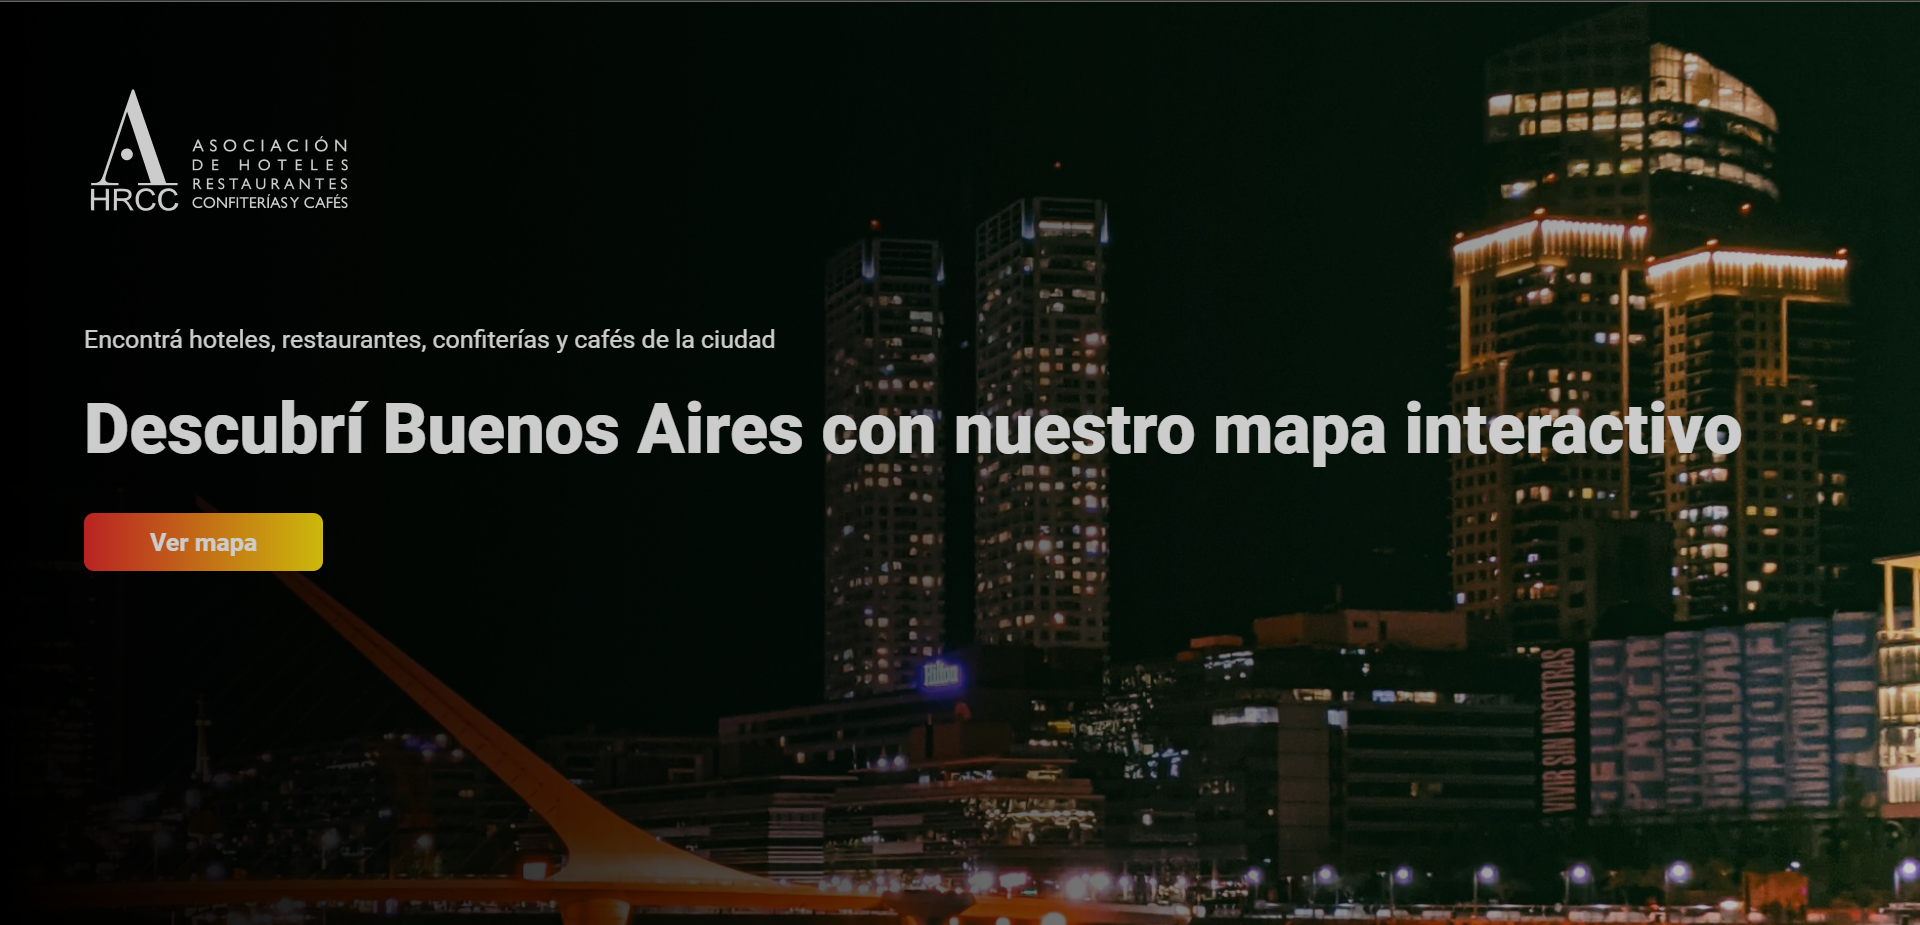 ASOCIACIÓN
DE HOTELES
RESTAURANTES
CONFITERÍAS Y CAFÉS
HRCC
Encontrá hoteles, restaurantes, confiterías y cafés de la ciudad
Descubrí Buenos Aires con nuestro mapa interactivo
Ver mapa
Hilton
VIVIR SIN NOSOTRAS